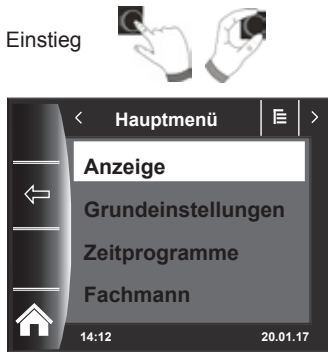 Einstieg
Hauptmenü
Anzeige
Grundeinstellungen
Zeitprogramme
Fachmann
14:12 20.01.17